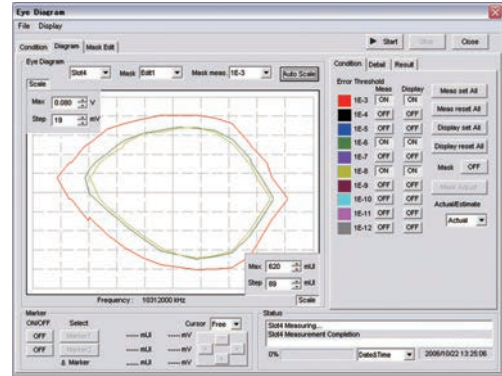 Eye Diagram
File Display
Start Stop Close
Condition Diagram Mask Edit
Eye Diagram
Slot4 Mask Edit1 Mask meas. 1E-3 Auto Scale
Scale
Max 0.080 V
Step 19 mV
Max 620 mUI
Step 89 mUI
Frequency : 10312000 kHz Scale
Condition Detail Result
Error Threshold
Meas Display
1E-3 ON ON Meas set All
1E-4 OFF OFF Meas reset All
1E-5 OFF OFF Display set All
1E-6 ON ON Display reset All
1E-7 OFF OFF
1E-8 ON ON Mask OFF
1E-9 OFF OFF Mask Adjust
1E-10 OFF OFF Actual/Estimate
1E-11 OFF OFF Actual
1E-12 OFF OFF
Marker
ON/OFF Select Cursor Free
OFF Marker1 ----- mUI ----- mV
OFF Marker2 ----- mUI ----- mV
Δ Marker ----- mUI ----- mV
Status
Slot4 Measuring...
Slot4 Measurement Completion
0% Date&Time 2006/10/22 13:25:06